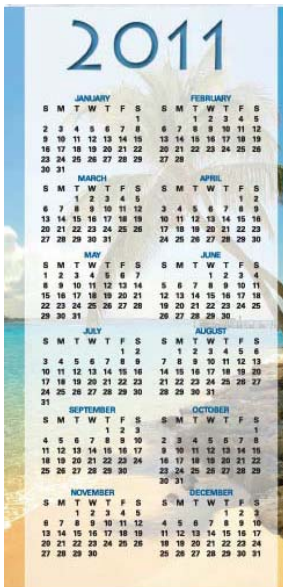 2011
JANUARY
S M T W T F S
1
2 3 4 5 6 7 8
9 10 11 12 13 14 15
16 17 18 19 20 21 22
23 24 25 26 27 28 29
30 31
FEBRUARY
S M T W T F S
1 2 3 4 5
6 7 8 9 10 11 12
13 14 15 16 17 18 19
20 21 22 23 24 25 26
27 28
MARCH
S M T W T F S
1 2 3 4 5
6 7 8 9 10 11 12
13 14 15 16 17 18 19
20 21 22 23 24 25 26
27 28 29 30 31
APRIL
S M T W T F S
1 2
3 4 5 6 7 8 9
10 11 12 13 14 15 16
17 18 19 20 21 22 23
24 25 26 27 28 29 30
MAY
S M T W T F S
1 2 3 4 5 6 7
8 9 10 11 12 13 14
15 16 17 18 19 20 21
22 23 24 25 26 27 28
29 30 31
JUNE
S M T W T F S
1 2 3 4
5 6 7 8 9 10 11
12 13 14 15 16 17 18
19 20 21 22 23 24 25
26 27 28 29 30
JULY
S M T W T F S
1 2
3 4 5 6 7 8 9
10 11 12 13 14 15 16
17 18 19 20 21 22 23
24 25 26 27 28 29 30
31
AUGUST
S M T W T F S
1 2 3 4 5 6
7 8 9 10 11 12 13
14 15 16 17 18 19 20
21 22 23 24 25 26 27
28 29 30 31
SEPTEMBER
S M T W T F S
1 2 3
4 5 6 7 8 9 10
11 12 13 14 15 16 17
18 19 20 21 22 23 24
25 26 27 28 29 30
OCTOBER
S M T W T F S
1
2 3 4 5 6 7 8
9 10 11 12 13 14 15
16 17 18 19 20 21 22
23 24 25 26 27 28 29
30 31
NOVEMBER
S M T W T F S
1 2 3 4 5
6 7 8 9 10 11 12
13 14 15 16 17 18 19
20 21 22 23 24 25 26
27 28 29 30
DECEMBER
S M T W T F S
1 2 3
4 5 6 7 8 9 10
11 12 13 14 15 16 17
18 19 20 21 22 23 24
25 26 27 28 29 30 31